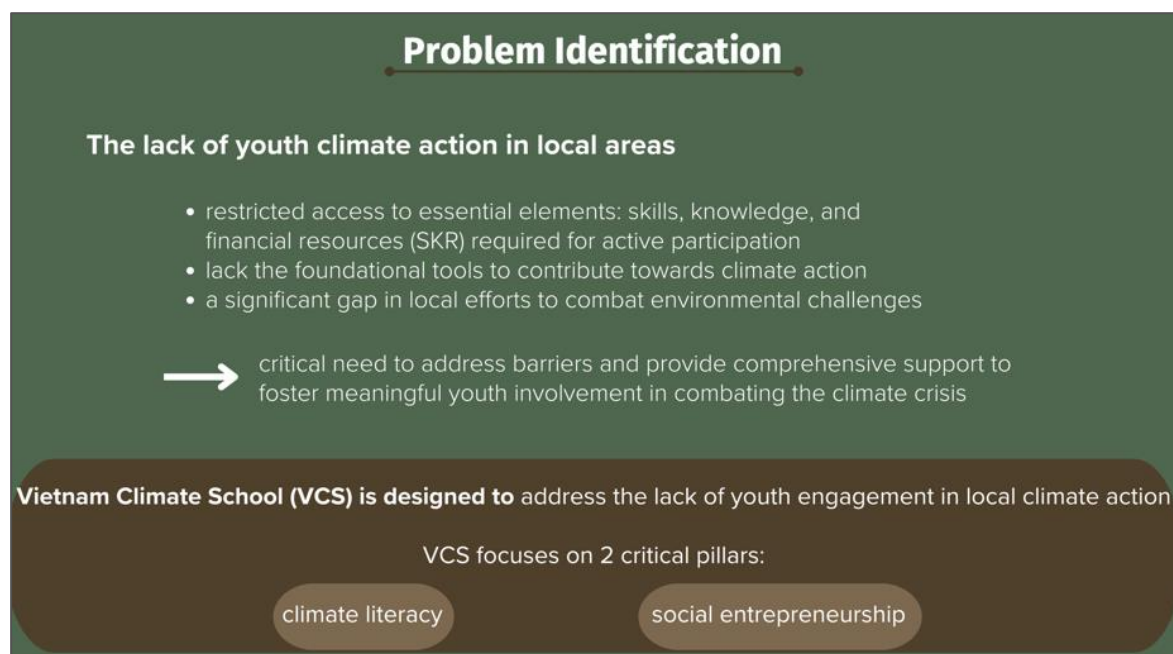 Problem Identification
The lack of youth climate action in local areas
• restricted access to essential elements: skills, knowledge, and
financial resources (SKR) required for active participation
• lack the foundational tools to contribute towards climate action
• a significant gap in local efforts to combat environmental challenges
critical need to address barriers and provide comprehensive support to
foster meaningful youth involvement in combating the climate crisis
Vietnam Climate School (VCS) is designed to address the lack of youth engagement in local climate action
VCS focuses on 2 critical pillars:
climate literacy
social entrepreneurship